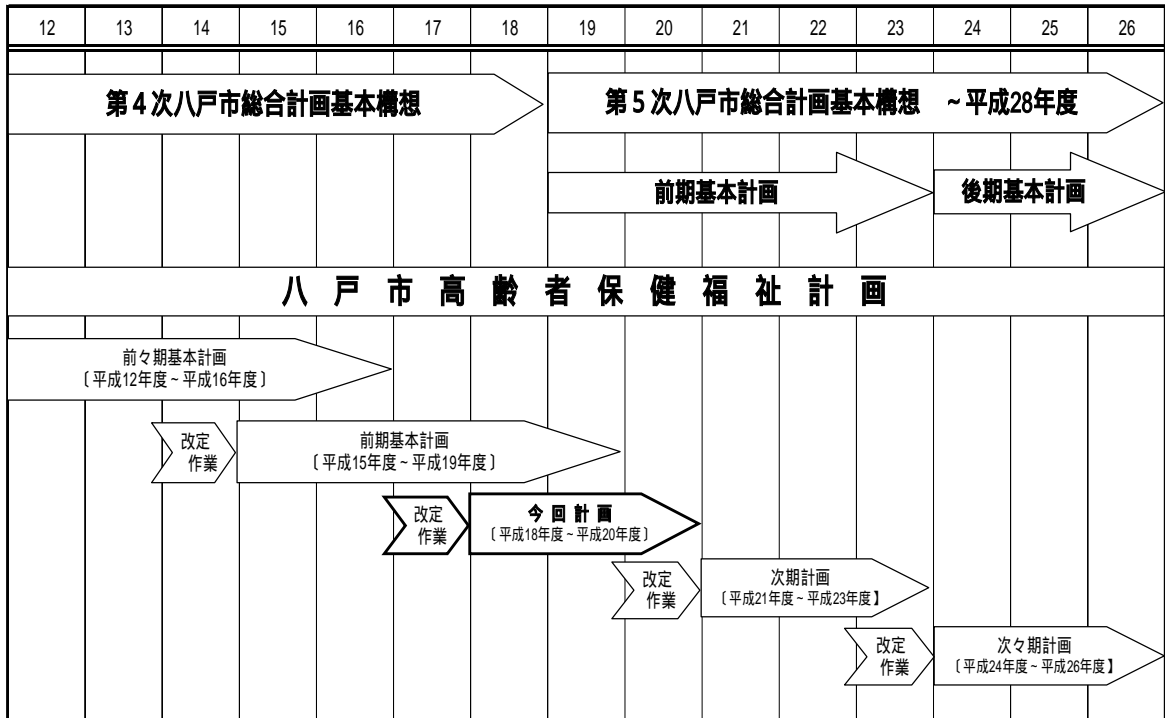 12 13 14 15 16 17 18 19 20 21 22 23 24 25 26
第4次八戸市総合計画基本構想
第5次八戸市総合計画基本構想 ~平成28年度
前期基本計画
後期基本計画
八戸市高齢者保健福祉計画
前々期基本計画
〔平成12年度~平成16年度〕
改定
作業
前期基本計画
〔平成15年度~平成19年度〕
改定
作業
今回計画
〔平成18年度~平成20年度〕
改定
作業
次期計画
〔平成21年度~平成23年度】
改定
作業
次々期計画
〔平成24年度~平成26年度】